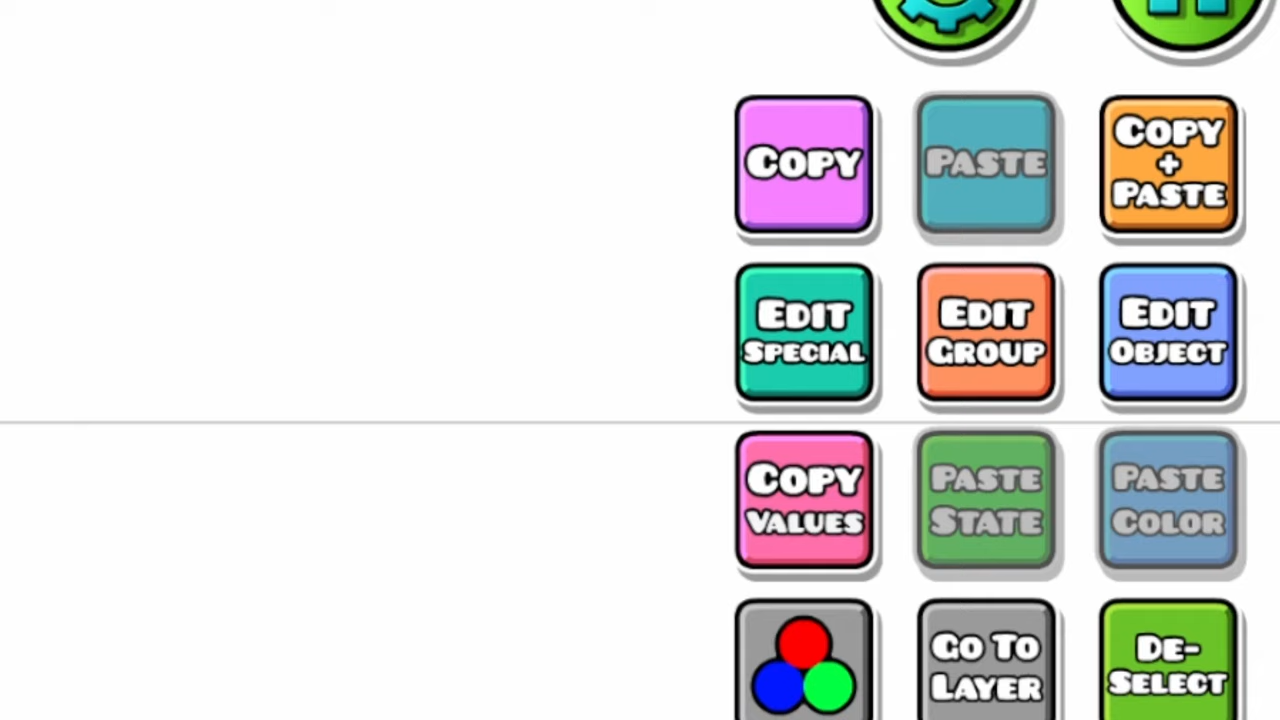 COPY
PASTE
COPY
+
PASTE
EDIT
SPECIAL
EDIT
GROUP
EDIT
OBJECT
COPY
VALUES
PASTE
STATE
PASTE
COLOR
GO TO
LAYER
DE-
SELECT